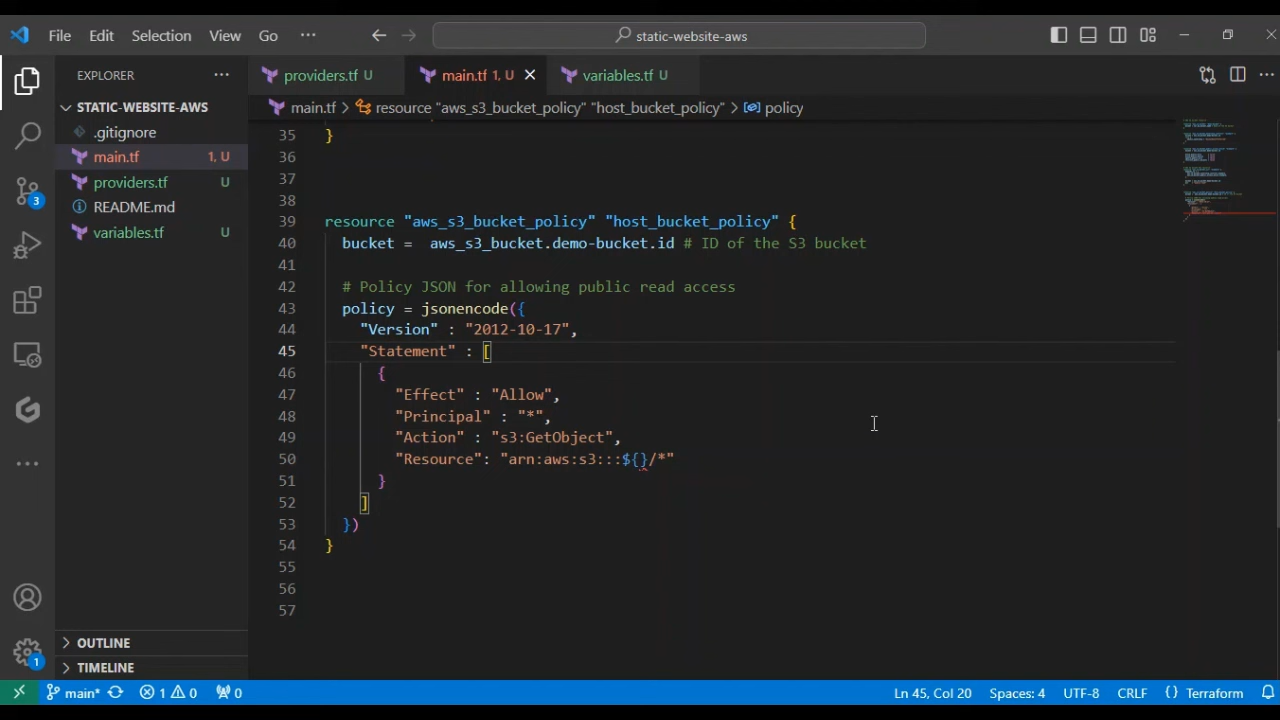 File Edit Selection View Go ··· static-website-aws
EXPLORER ···
providers.tf U main.tf 1, U variables.tf U
STATIC-WEBSITE-AWS
main.tf > resource "aws_s3_bucket_policy" "host_bucket_policy" > policy
.gitignore
main.tf 1, U
providers.tf U
README.md
variables.tf U
3
35 }
36
37
38
39 resource "aws_s3_bucket_policy" "host_bucket_policy" {
40 bucket =  aws_s3_bucket.demo-bucket.id # ID of the S3 bucket
41
42 # Policy JSON for allowing public read access
43 policy = jsonencode({
44 "Version" : "2012-10-17",
45 "Statement" : [
46 {
47 "Effect" : "Allow",
48 "Principal" : "*",
49 "Action" : "s3:GetObject",
50 "Resource": "arn:aws:s3:::${}/*"
51 }
52 ]
53 })
54 }
55
56
57
OUTLINE
TIMELINE
1
main* 1 0 0 Ln 45, Col 20 Spaces: 4 UTF-8 CRLF {} Terraform